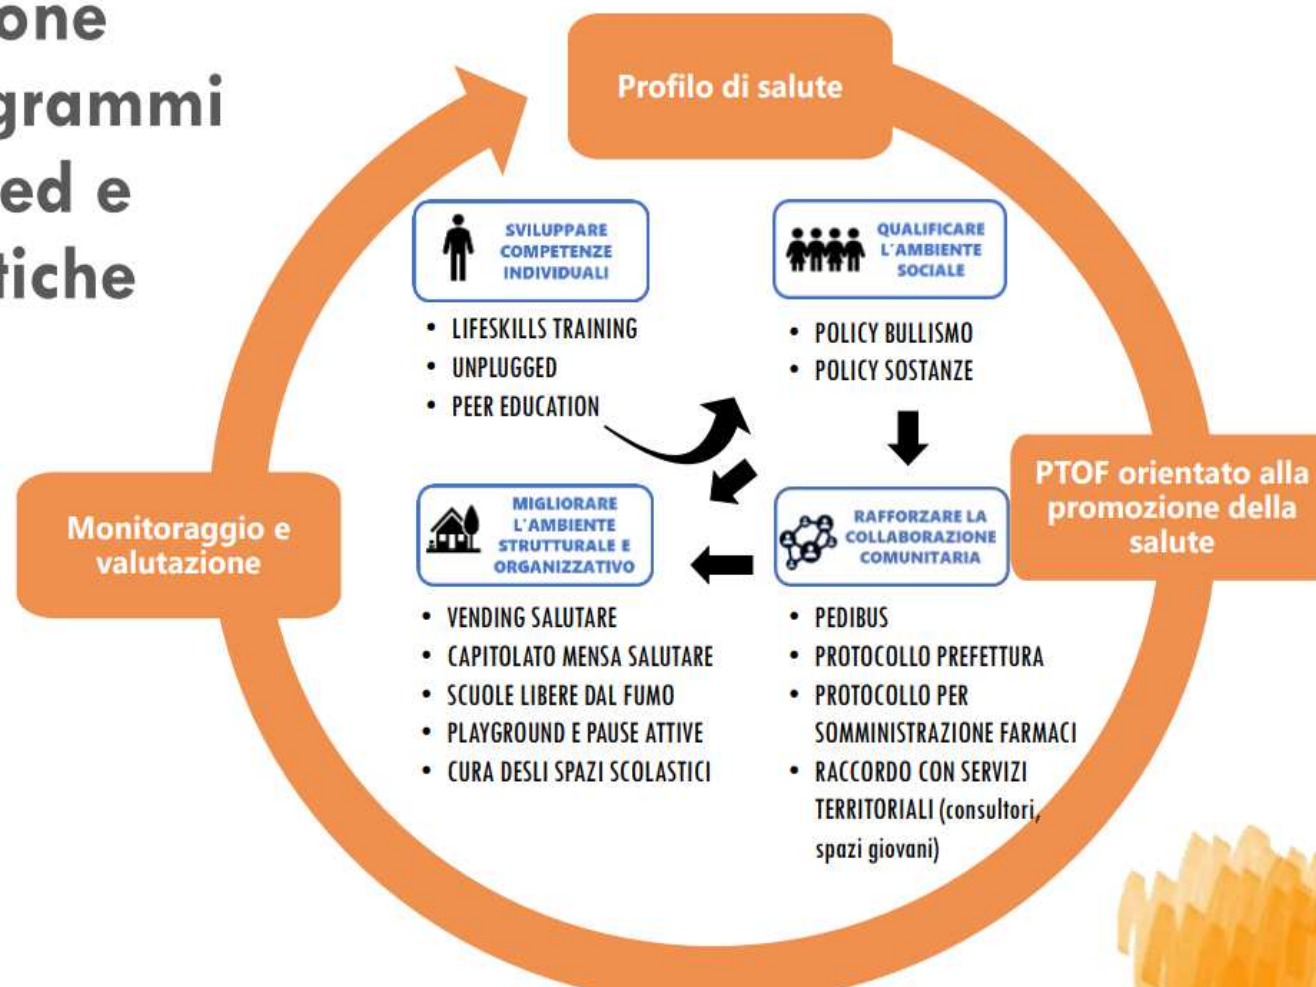 one
grammi
ed e
tiche
Profilo di salute
SVILUPPARE
COMPETENZE
INDIVIDUALI
• LIFESKILLS TRAINING
• UNPLUGGED
• PEER EDUCATION
QUALIFICARE
L'AMBIENTE
SOCIALE
• POLICY BULLISMO
• POLICY SOSTANZE
PTOF orientato alla
promozione della
salute
Monitoraggio e
valutazione
MIGLIORARE
L'AMBIENTE
STRUTTURALE E
ORGANIZZATIVO
• VENDING SALUTARE
• CAPITOLATO MENSA SALUTARE
• SCUOLE LIBERE DAL FUMO
• PLAYGROUND E PAUSE ATTIVE
• CURA DESLI SPAZI SCOLASTICI
RAFFORZARE LA
COLLABORAZIONE
COMUNITARIA
• PEDIBUS
• PROTOCOLLO PREFETTURA
• PROTOCOLLO PER
SOMMINISTRAZIONE FARMACI
• RACCORDO CON SERVIZI
TERRITORIALI (consultori,
spazi giovani)